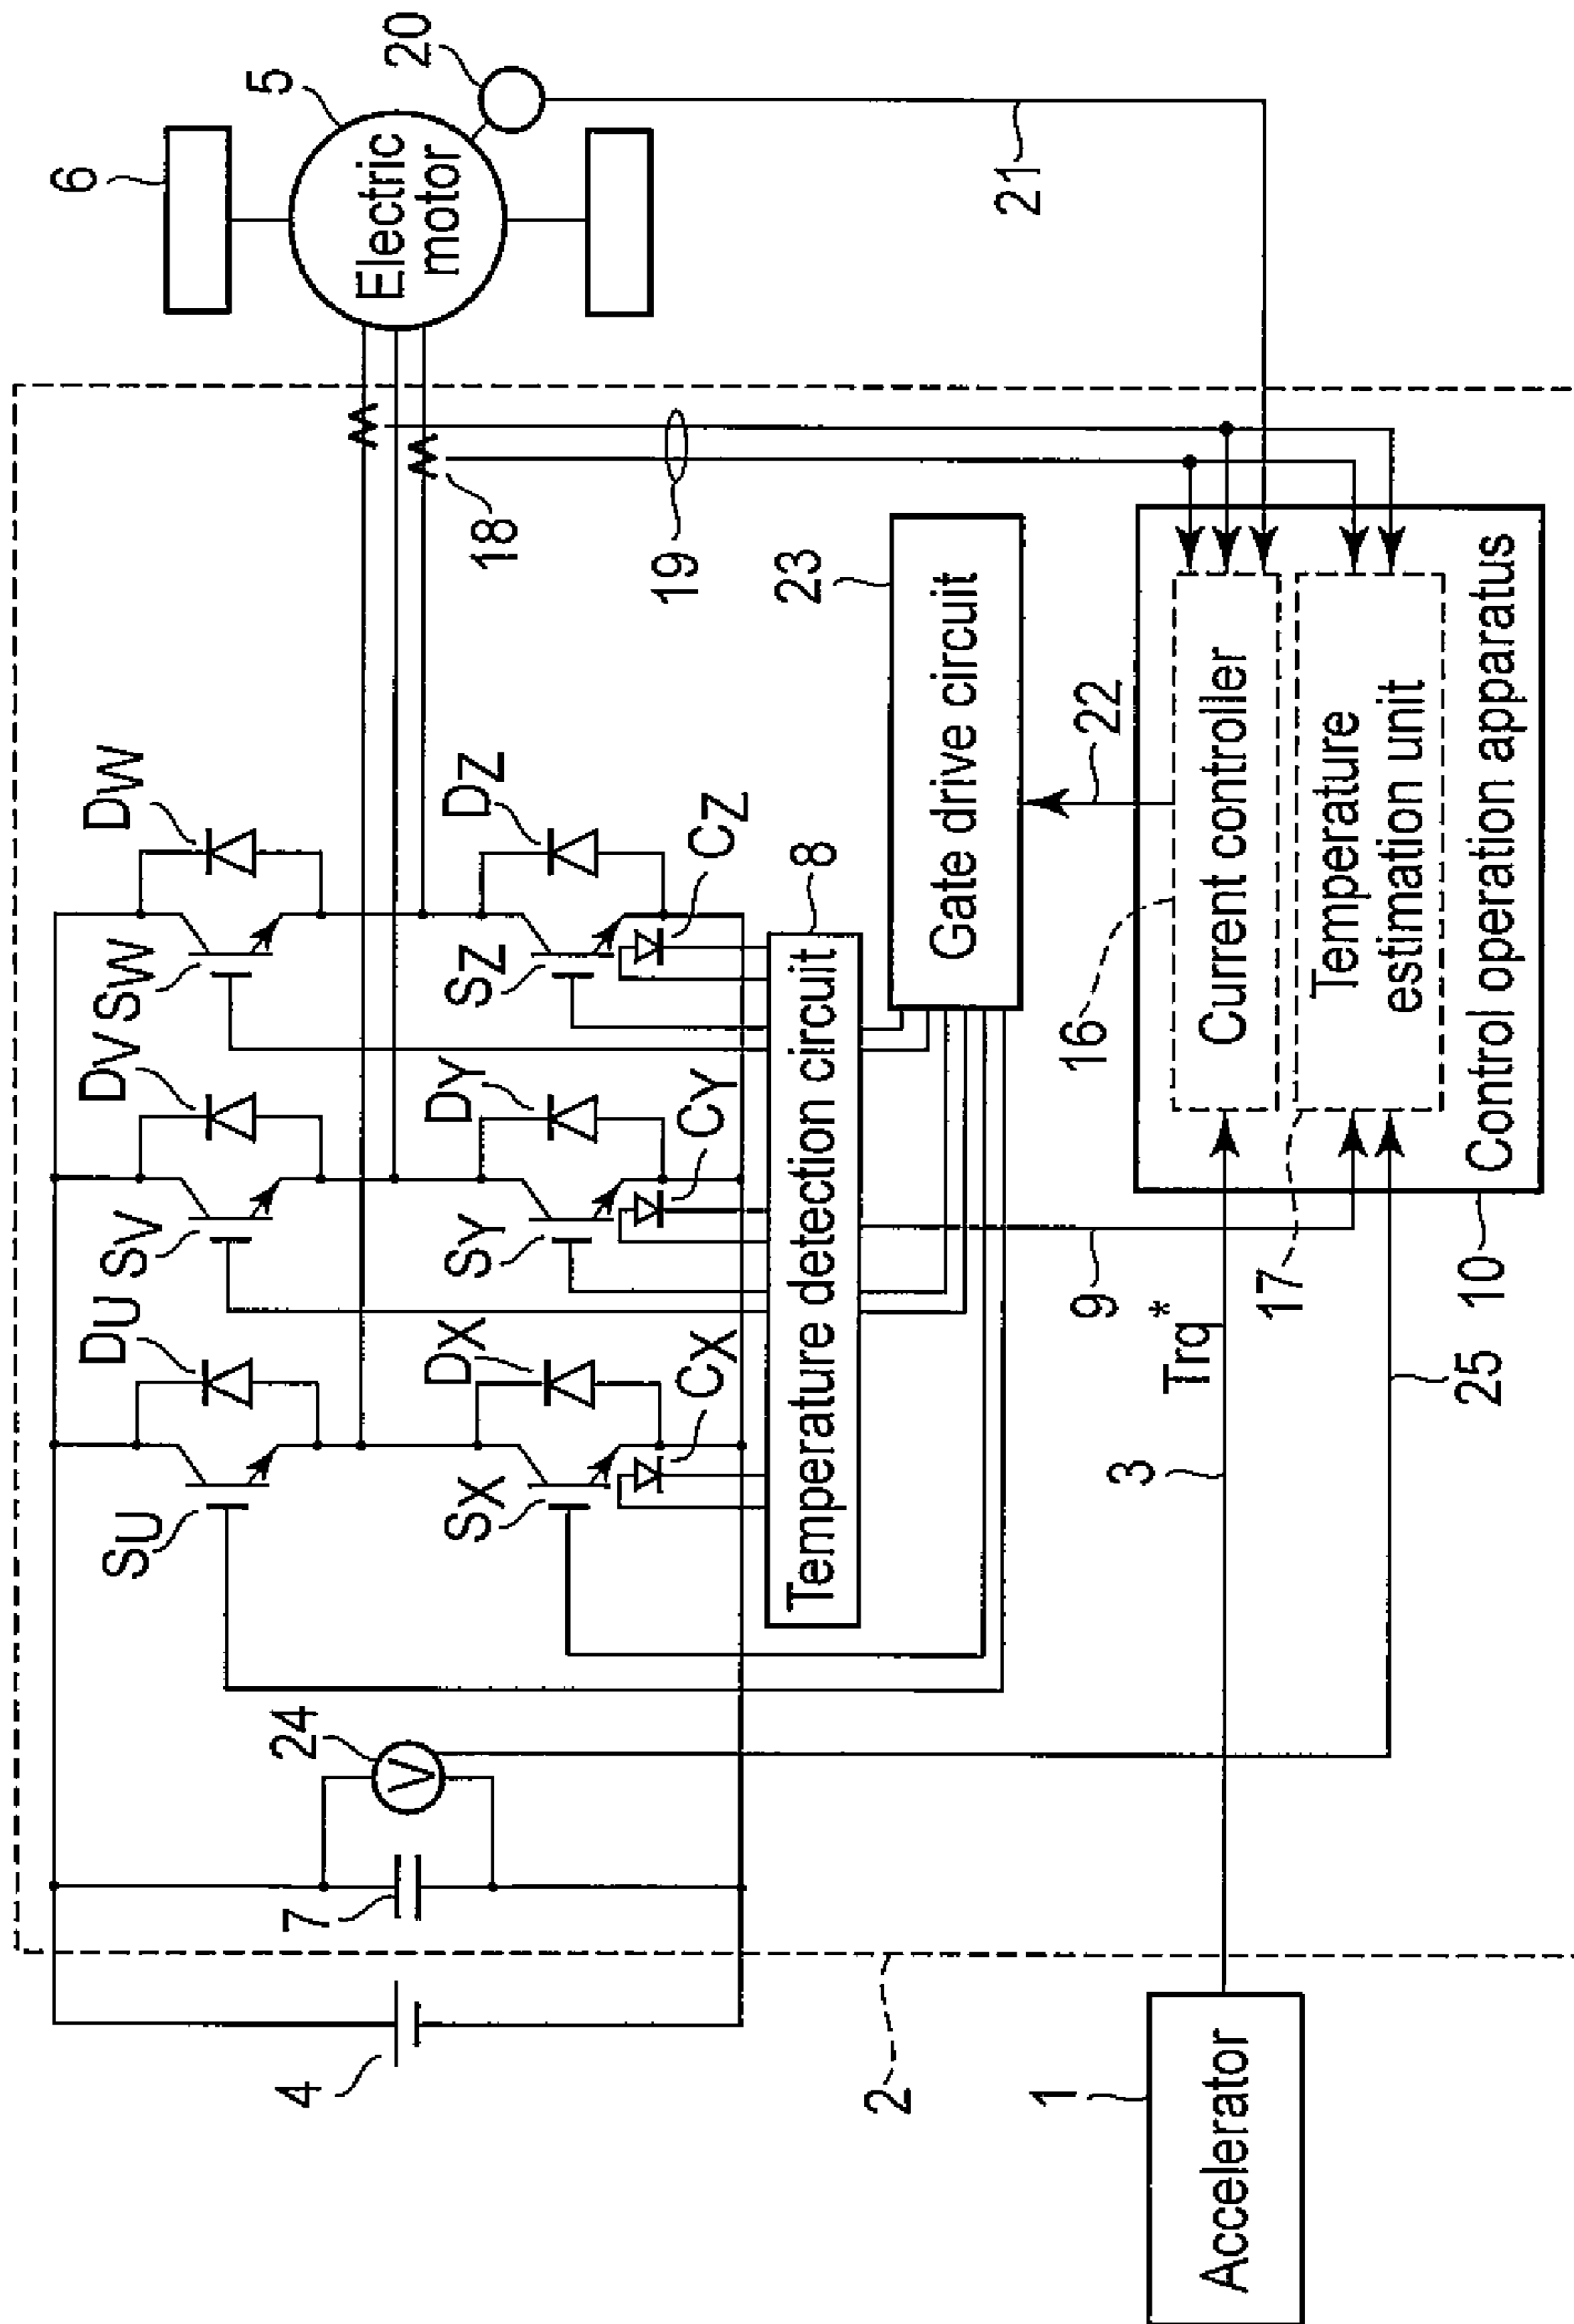 4
7
24
V
SU
DU
SV
DV
SW
DW
6
5
Electric
motor
20
SX
DX
CX
SY
DY
CY
SZ
DZ
CZ
8
Temperature detection circuit
18
19
21
23
Gate drive circuit
22
2
1
Accelerator
3
Trq*
9
25
16
Current controller
17
Temperature
estimation unit
10
Control operation apparatus